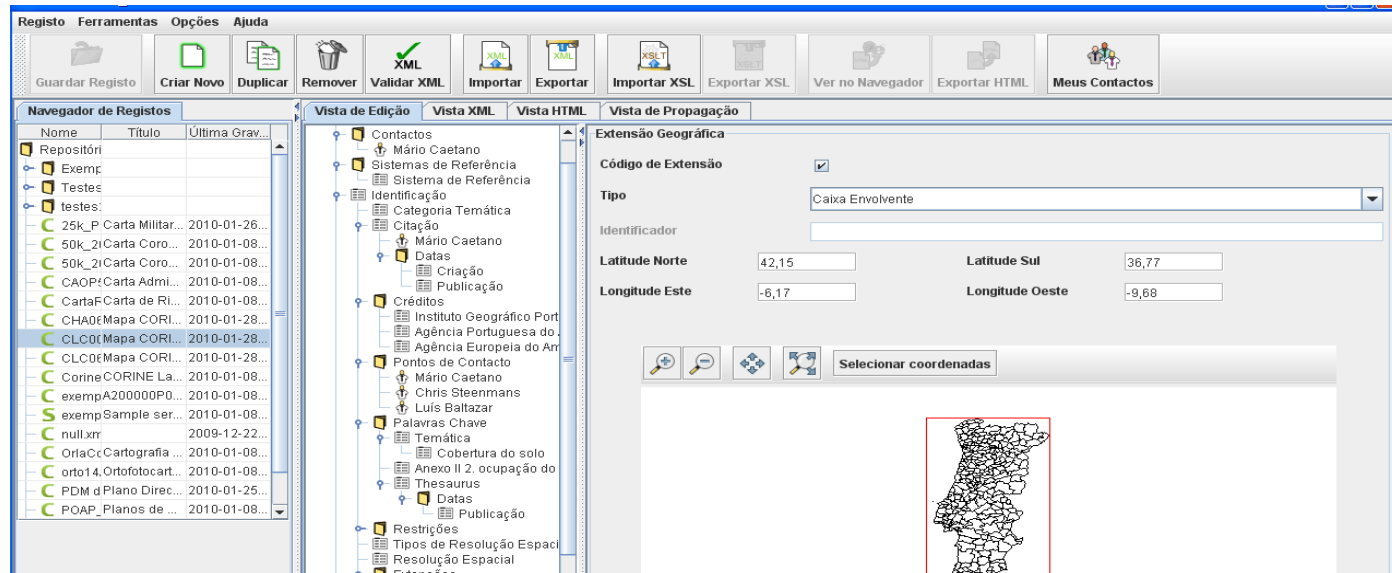 Registo Ferramentas Opções Ajuda
Guardar Registo Criar Novo Duplicar Remover XML Validar XML XML Importar XML Exportar XSLT Importar XSL Exportar XSL Ver no Navegador Exportar HTML Meus Contactos
Navegador de Registos
Nome Título Última Grav...
Repositóri
Exemp
Testes
testes
25k_P Carta Militar... 2010-01-26...
50k_2 Carta Coro... 2010-01-08...
50k_2 Carta Coro... 2010-01-08...
CAOP Carta Admi... 2010-01-08...
CartaF Carta de Ri... 2010-01-08...
CHA0 Mapa CORI... 2010-01-28...
CLC0 Mapa CORI... 2010-01-28...
CLC0 Mapa CORI... 2010-01-28...
Corine CORINE La... 2010-01-08...
exemp A200000P0... 2010-01-08...
exemp Sample ser... 2010-01-08...
null.xm 2009-12-22...
OrlaC Cartografia ... 2010-01-08...
orto14. Ortofotocart... 2010-01-08...
PDM d Plano Direc... 2010-01-25...
POAP_ Planos de ... 2010-01-08...
Vista de Edição Vista XML Vista HTML Vista de Propagação
Contactos
Mário Caetano
Sistemas de Referência
Sistema de Referência
Identificação
Categoria Temática
Citação
Mário Caetano
Datas
Criação
Publicação
Créditos
Instituto Geográfico Port
Agência Portuguesa do
Agência Europeia do Am
Pontos de Contacto
Mário Caetano
Chris Steenmans
Luís Baltazar
Palavras Chave
Temática
Cobertura do solo
Anexo II 2. ocupação do
Thesaurus
Datas
Publicação
Restrições
Tipos de Resolução Espaci
Resolução Espacial
Extensões
Extensão Geográfica
Código de Extensão
Tipo Caixa Envolvente
Identificador
Latitude Norte 42,15 Latitude Sul 36,77
Longitude Este -6,17 Longitude Oeste -9,68
Selecionar coordenadas